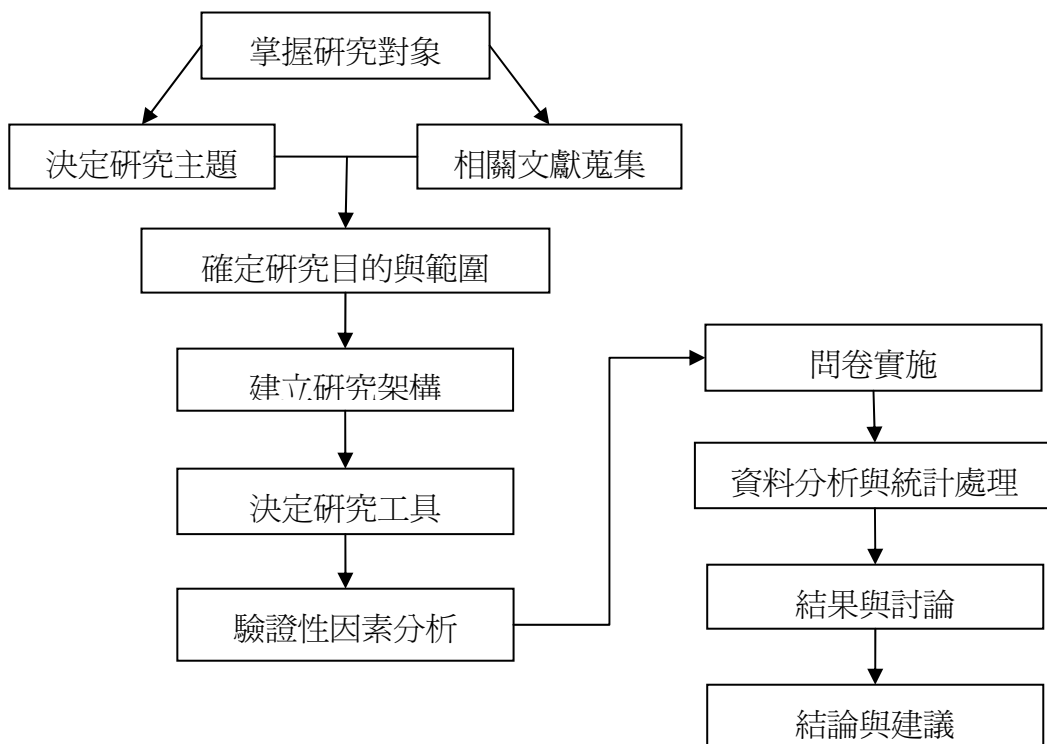 掌握研究對象
決定研究主題
相關文獻蒐集
確定研究目的與範圍
建立研究架構
決定研究工具
驗證性因素分析
問卷實施
資料分析與統計處理
結果與討論
結論與建議